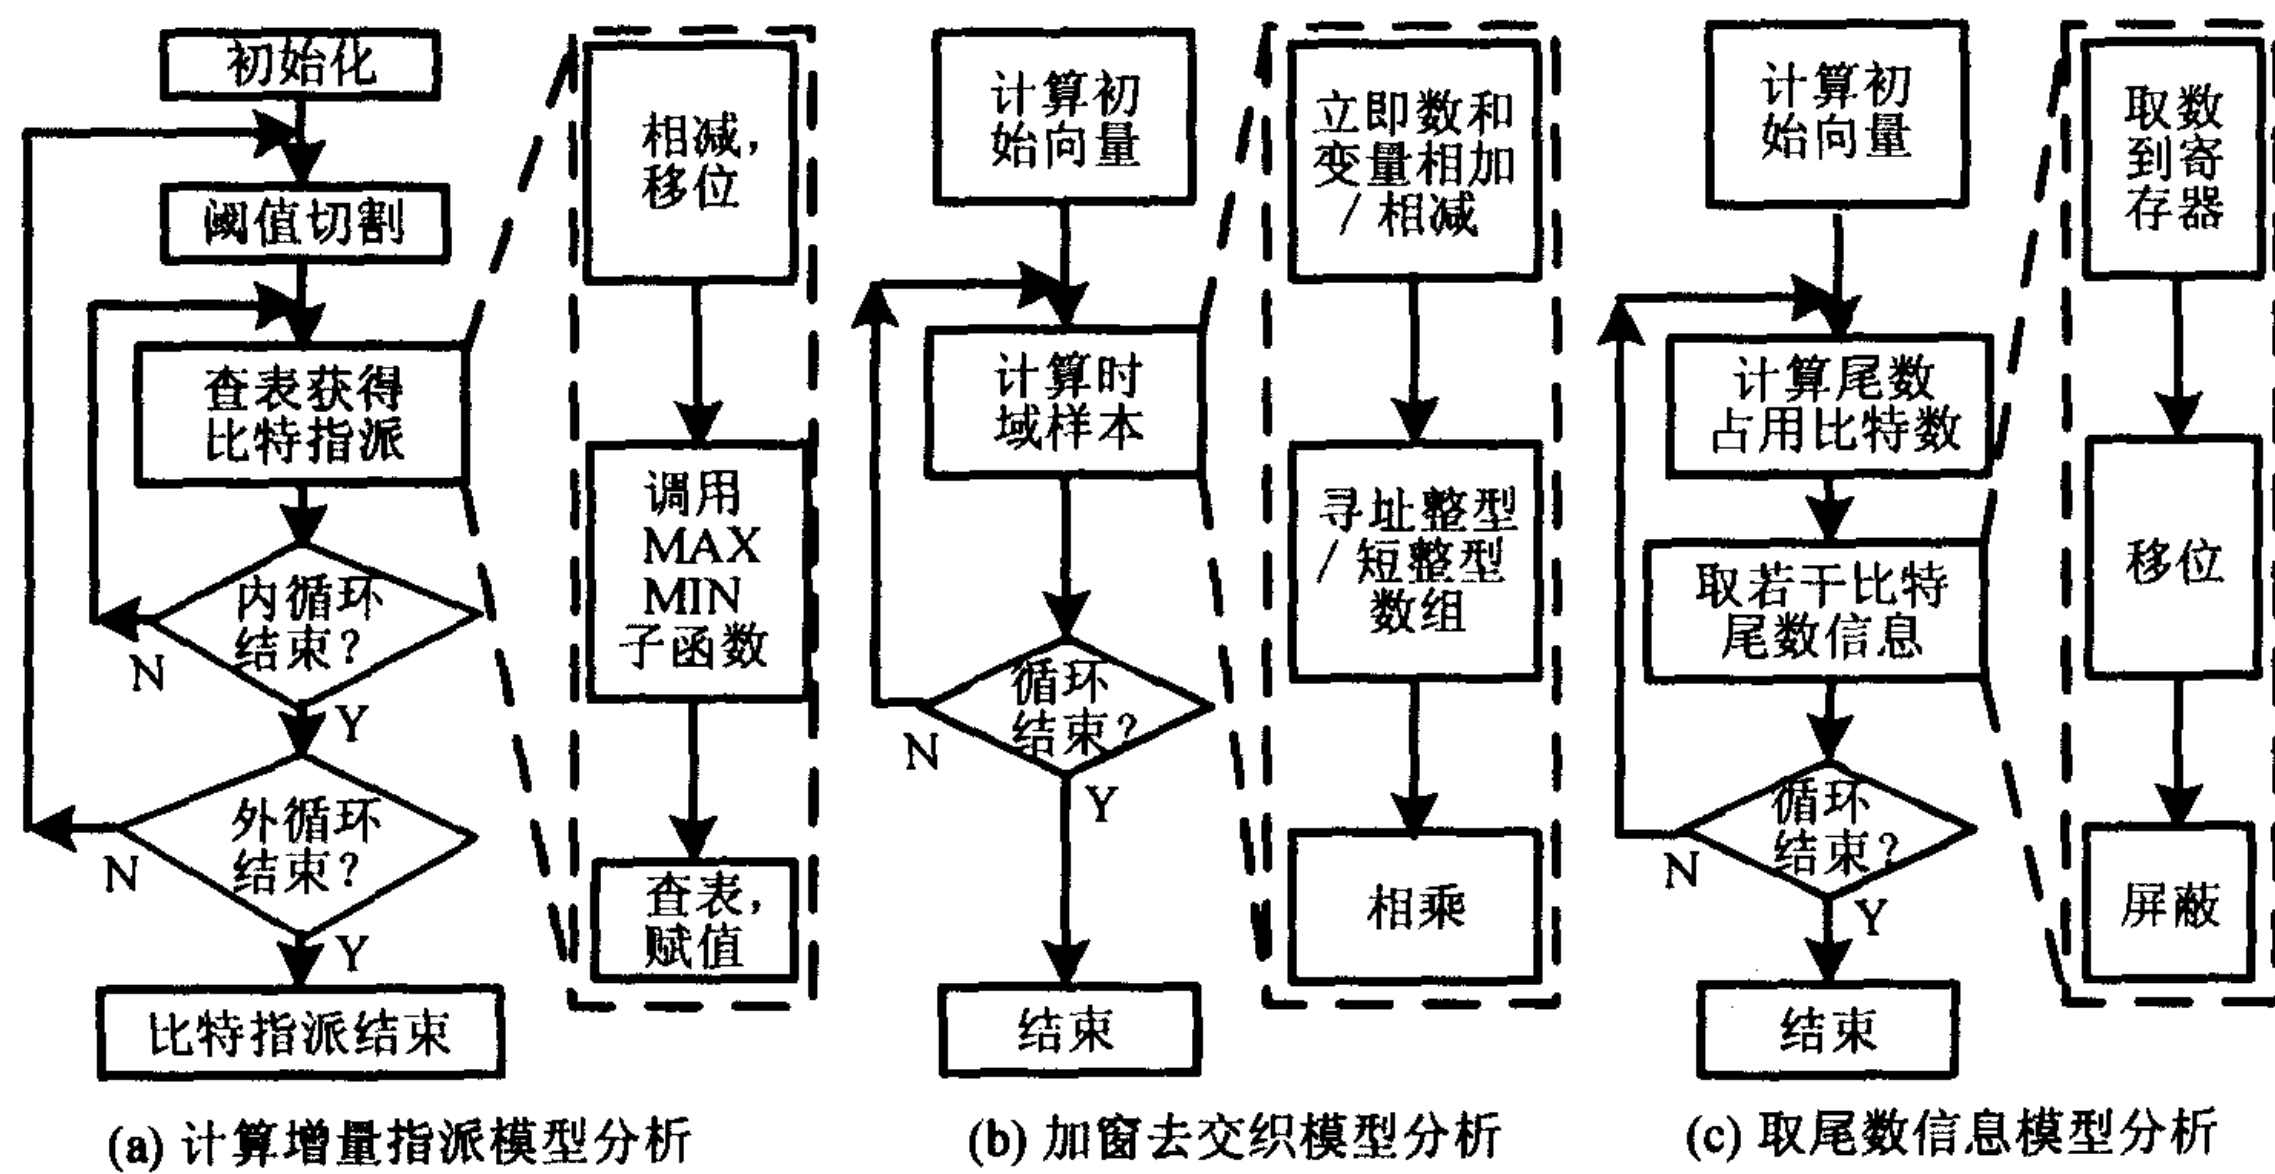 初始化
阈值切割
查表获得
比特指派
内循环
结束?
N
Y
外循环
结束?
N
Y
比特指派结束
相减,
移位
调用
MAX
MIN
子函数
查表,
赋值
(a) 计算增量指派模型分析
计算初
始向量
计算时
域样本
循环
结束?
N
Y
结束
立即数和
变量相加
/ 相减
寻址整型
/ 短整型
数组
相乘
(b) 加窗去交织模型分析
计算初
始向量
计算尾数
占用比特数
取若干比特
尾数信息
循环
结束?
N
Y
结束
取数
到寄
存器
移位
屏蔽
(c) 取尾数信息模型分析